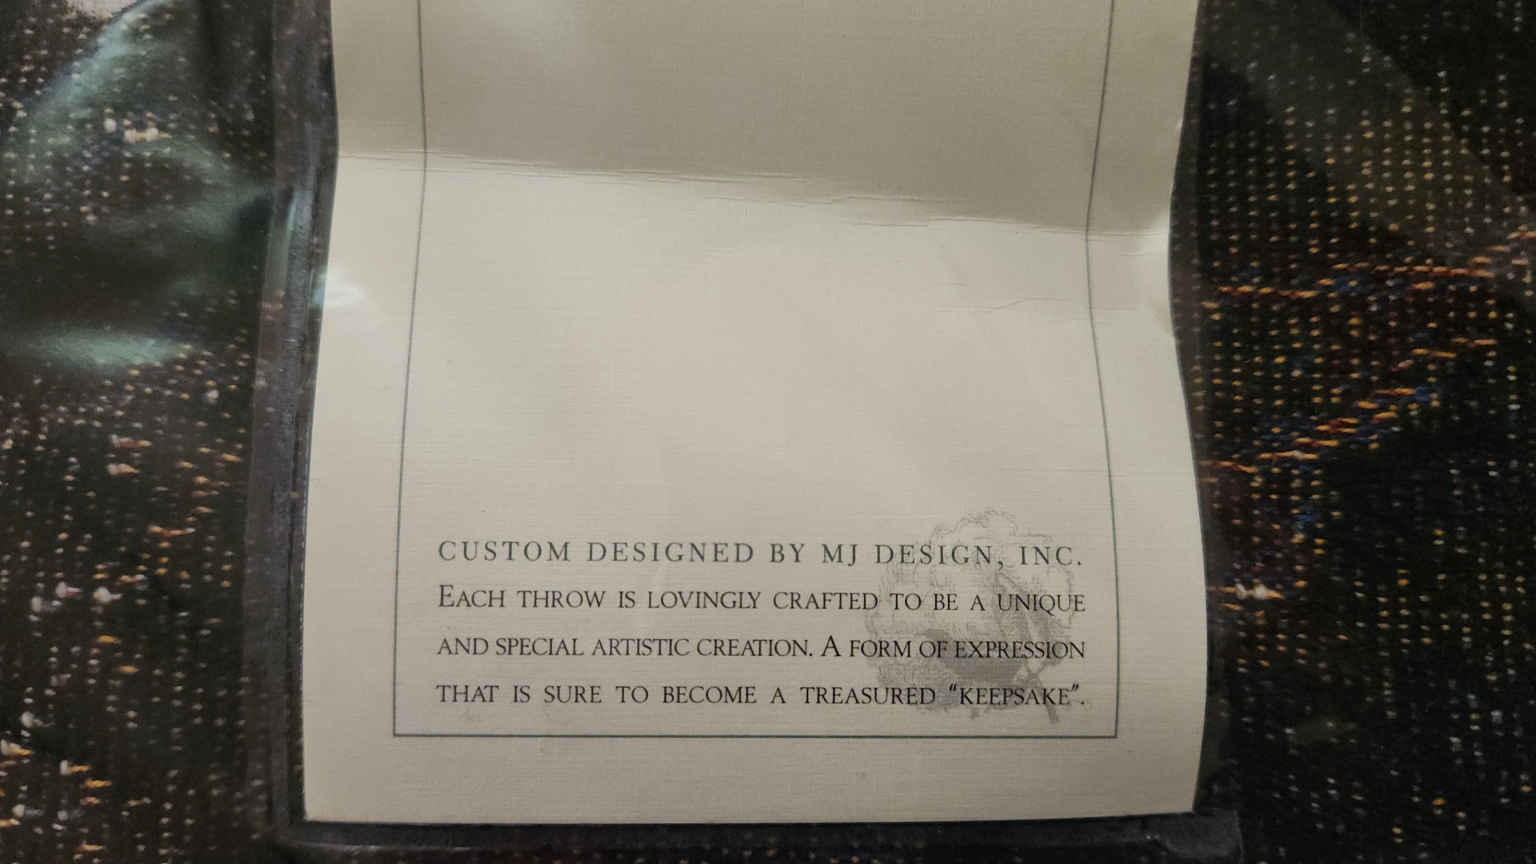 CUSTOM DESIGNED BY MJ DESIGN, INC.
EACH THROW IS LOVINGLY CRAFTED TO BE A UNIQUE
AND SPECIAL ARTISTIC CREATION. A FORM OF EXPRESSION
THAT IS SURE TO BECOME A TREASURED “KEEPSAKE”.